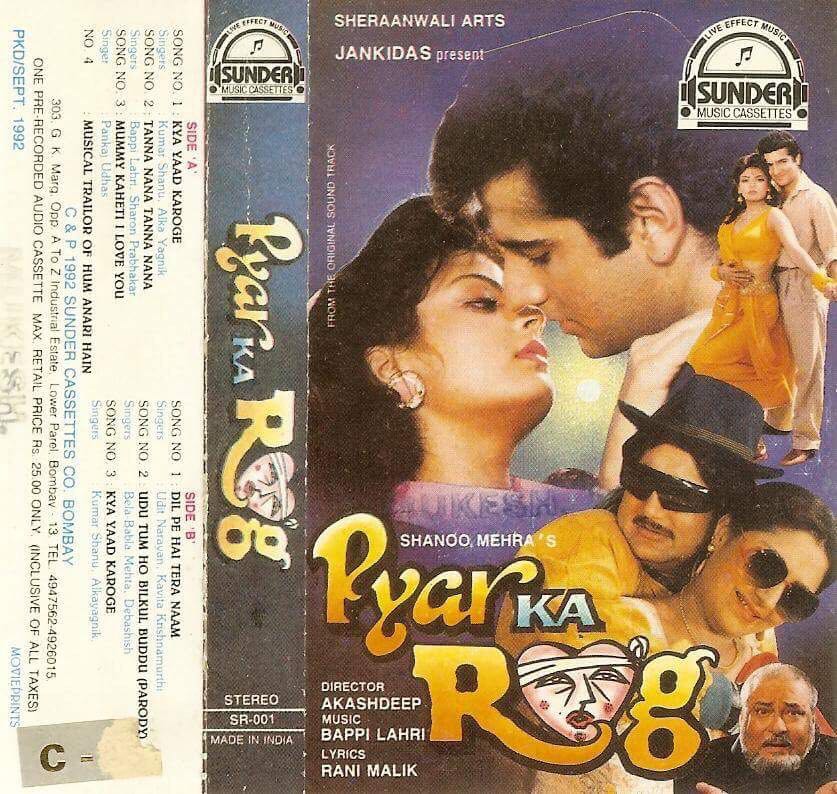 SHERAANWALI ARTS
JANKIDAS present
LIVE EFFECT MUSIC
SUNDER
MUSIC CASSETTES
FROM THE ORIGINAL SOUND TRACK
UKESH
SHANOO MEHRA'S
Pyar KA
Rog
DIRECTOR
AKASHDEEP
MUSIC
BAPPI LAHRI
LYRICS
RANI MALIK
LIVE EFFECT MUSIC
SUNDER
MUSIC CASSETTES
Pyar KA Rog
STEREO
SR-001
MADE IN INDIA
SIDE 'A'
SONG NO. 1 : KYA YAAD KAROGE
Singers : Kumar Shanu, Alka Yagnik
SONG NO. 2 : TANNA NANA TANNA NANA
Singers : Bappi Lahri, Sharon Prabhakar
SONG NO. 3 : MUMMY KAHETI I LOVE YOU
Singer : Pankaj Udhas
NO. 4 : MUSICAL TRAILOR OF HUM ANARI HAIN
SIDE 'B'
SONG NO. 1 : DIL PE HAI TERA NAAM
Singers : Udit Narayan, Kavita Krishnamurthi
SONG NO. 2 : UDU TUM HO BILKUL BUDDU (PARODY)
Singers : Bela-Babla Mehta, Debashish
SONG NO. 3 : KYA YAAD KAROGE
Singers : Kumar Shanu, Alkayagnik
C & P 1992 SUNDER CASSETTES CO, BOMBAY
303, G. K. Marg, Opp. A To Z Industrial Estate, Lower Parel, Bombay - 13 TEL. 4947562-4926015.
ONE PRE-RECORDED AUDIO CASSETTE MAX. RETAIL PRICE Rs. 25.00 ONLY. (INCLUSIVE OF ALL TAXES)
PKD/SEPT. 1992
MOVIEPRINTS
C -